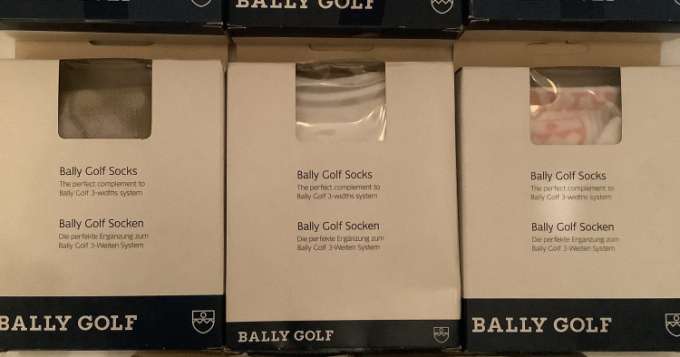 BALLY GOLF
Bally Golf Socks
The perfect complement to
Bally Golf 3-widths system
Bally Golf Socken
Die perfekte Ergänzung zum
Bally Golf 3-Weiten System
BALLY GOLF
Bally Golf Socks
The perfect complement to
Bally Golf 3-widths system
Bally Golf Socken
Die perfekte Ergänzung zum
Bally Golf 3-Weiten System
BALLY GOLF
Bally Golf Socks
The perfect complement to
Bally Golf 3-widths system
Bally Golf Socken
Die perfekte Ergänzung zum
Bally Golf 3-Weiten System
BALLY GOLF